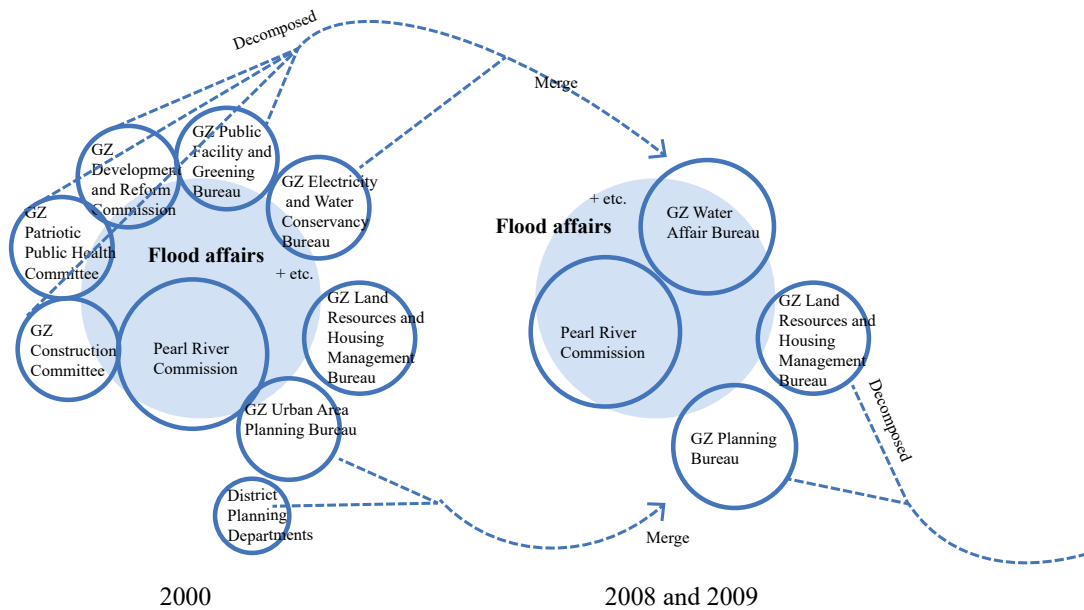 Decomposed
Merge
GZ Public
Facility and
Greening
Bureau
GZ
Development
and Reform
Commission
GZ Electricity
and Water
Conservancy
Bureau
GZ
Patriotic
Public Health
Committee
Flood affairs
+ etc.
GZ Land
Resources and
Housing
Management
Bureau
GZ
Construction
Committee
Pearl River
Commission
GZ Urban Area
Planning Bureau
District
Planning
Departments
2000
+ etc.
Flood affairs
GZ Water
Affair Bureau
Pearl River
Commission
GZ Land
Resources and
Housing
Management
Bureau
GZ Planning
Bureau
Decomposed
Merge
2008 and 2009